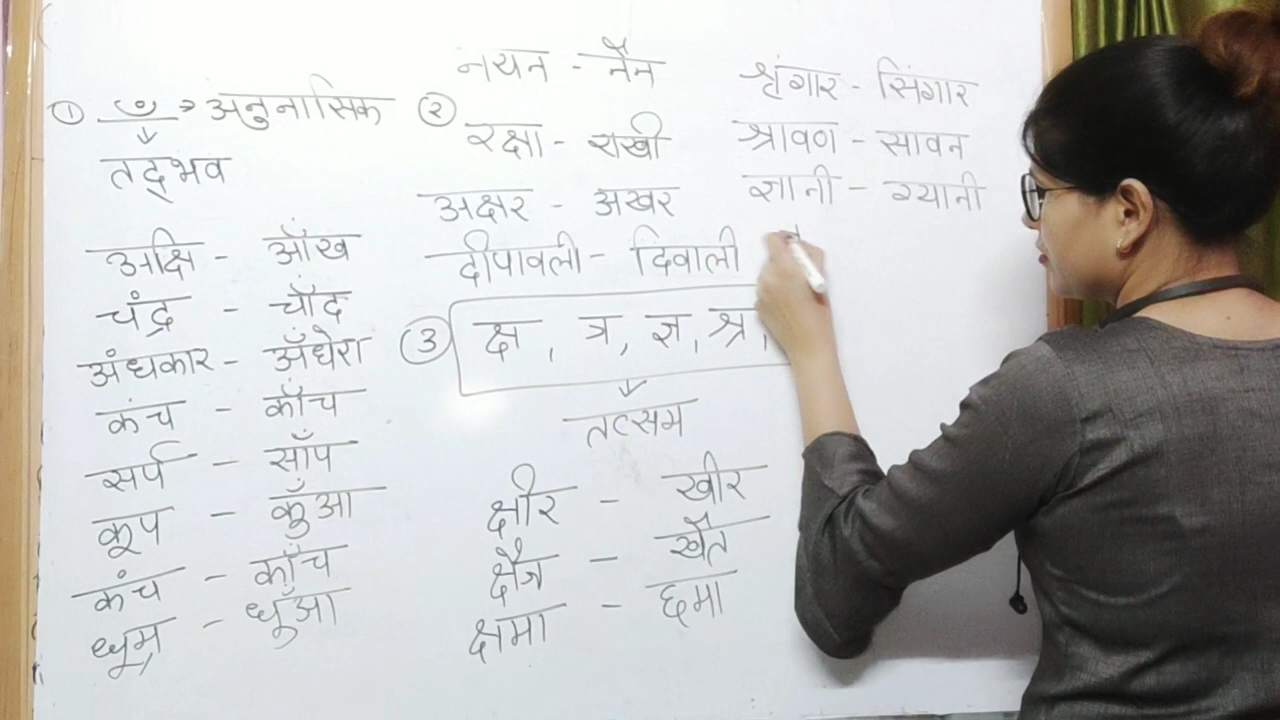 ① ँ → अनुनासिक
↓
तद्‌भव
अक्षि - आँख
चंद्र - चाँद
अंधकार - अँधेरा
कंच - काँच
सर्प - साँप
कूप - कुँआ
कंच - काँच
धूम्र - धुँआ
नयन - नैन
② रक्षा - राखी
अक्षर - अखर
दीपावली - दिवाली
③ क्ष, त्र, ज्ञ, श्र,
↓
तत्सम
क्षीर - खीर
क्षैत्र - खैत
क्षमा - छमा
शृंगार - सिंगार
श्रावण - सावन
ज्ञानी - ग्यानी